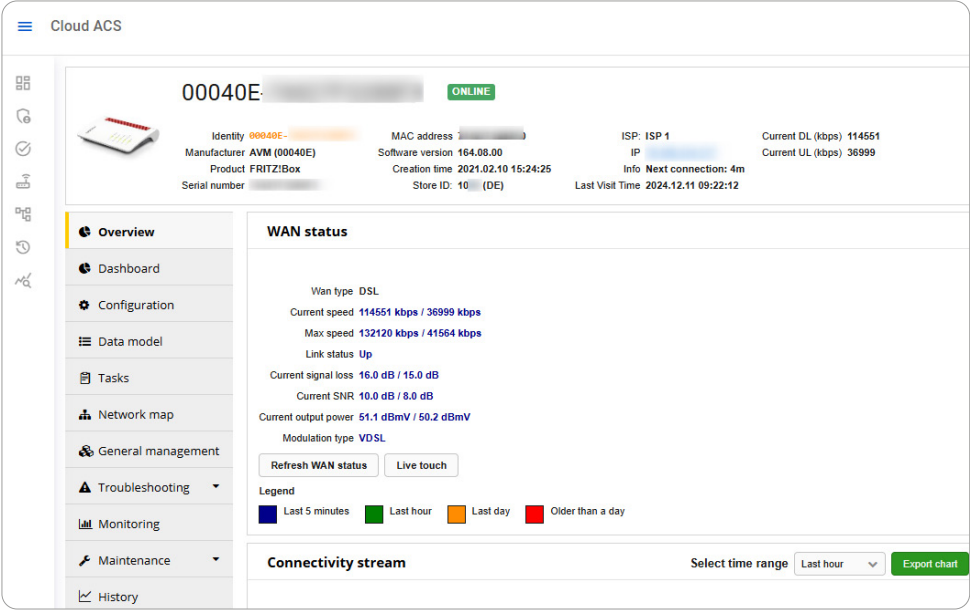 Cloud ACS
00040E-
ONLINE
Identity 00040E-
Manufacturer AVM (00040E)
Product FRITZ!Box
Serial number
MAC address
Software version 164.08.00
Creation time 2021.02.10 15:24:25
Store ID: 10 (DE)
ISP: ISP 1
IP
Info Next connection: 4m
Last Visit Time 2024.12.11 09:22:12
Current DL (kbps) 114551
Current UL (kbps) 36999
Overview
Dashboard
Configuration
Data model
Tasks
Network map
General management
Troubleshooting
Monitoring
Maintenance
History
WAN status
Wan type DSL
Current speed 114551 kbps / 36999 kbps
Max speed 132120 kbps / 41564 kbps
Link status Up
Current signal loss 16.0 dB / 15.0 dB
Current SNR 10.0 dB / 8.0 dB
Current output power 51.1 dBmV / 50.2 dBmV
Modulation type VDSL
Refresh WAN status Live touch
Legend
Last 5 minutes Last hour Last day Older than a day
Connectivity stream Select time range Last hour Export chart